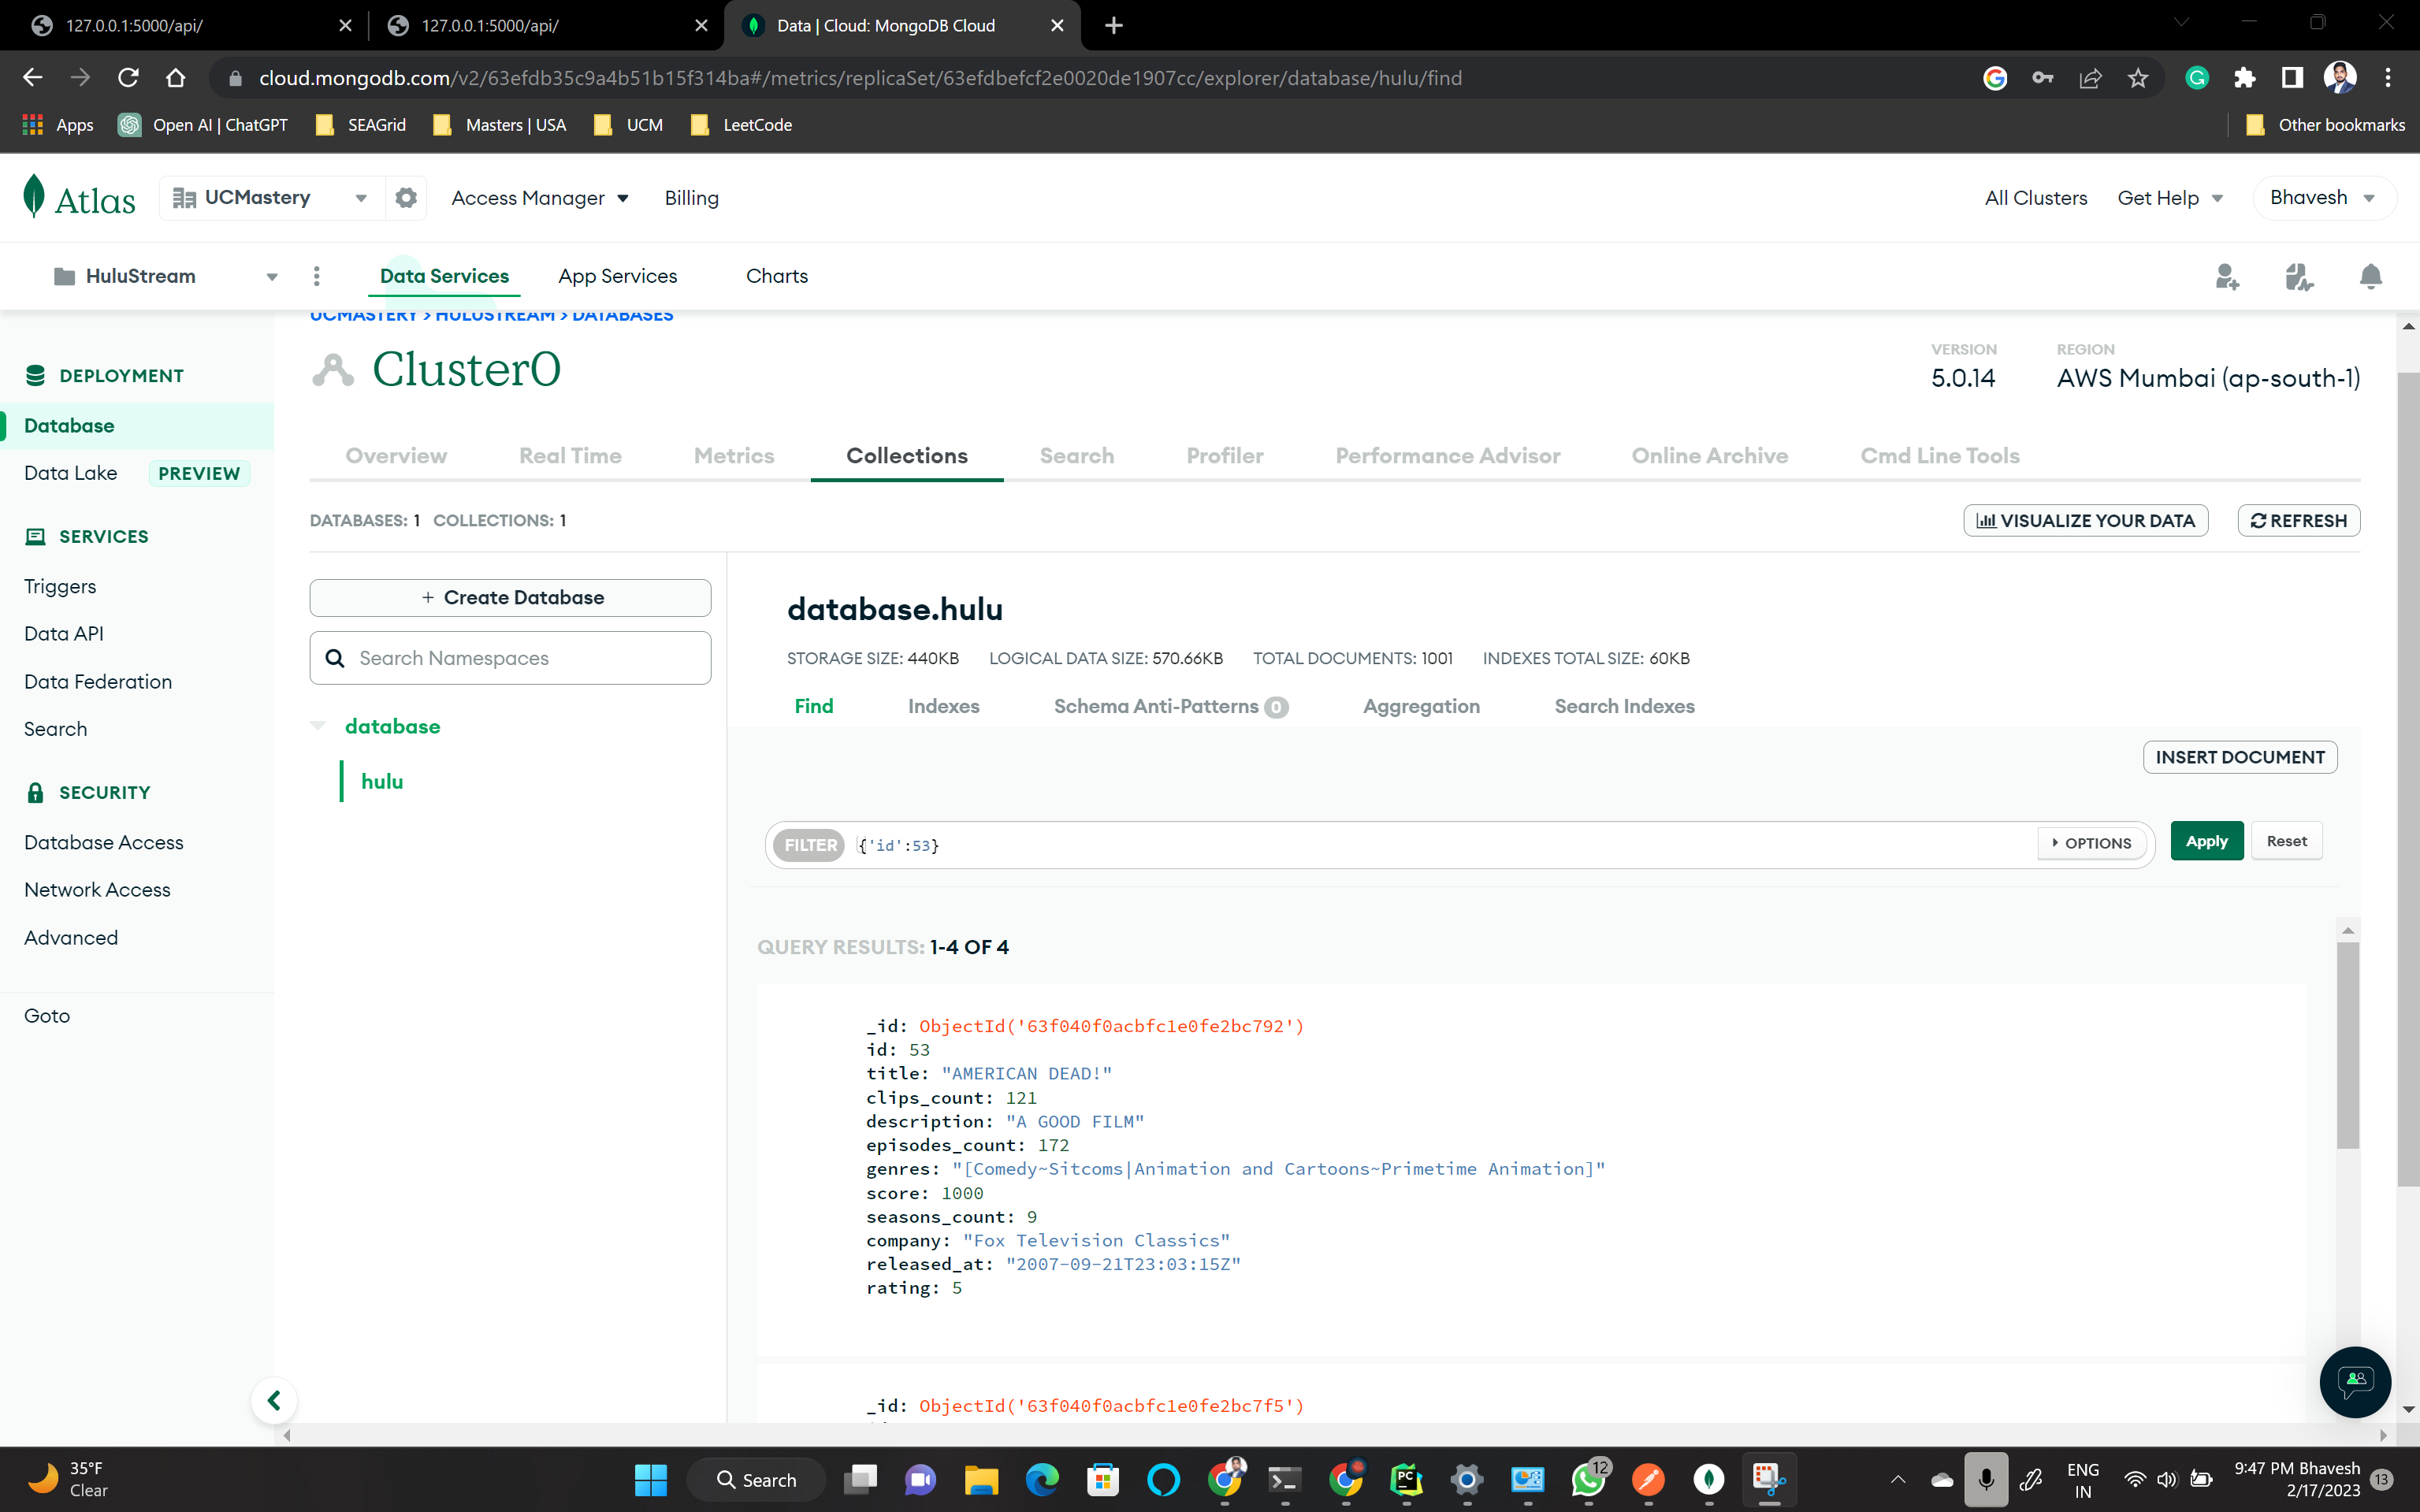 127.0.0.1:5000/api/
127.0.0.1:5000/api/
Data | Cloud: MongoDB Cloud
cloud.mongodb.com/v2/63efdb35c9a4b51b15f314ba#/metrics/replicaSet/63efdbefcf2e0020de1907cc/explorer/database/hulu/find
Apps Open AI | ChatGPT SEAGrid Masters | USA UCM LeetCode Other bookmarks
Atlas UCMastery Access Manager Billing All Clusters Get Help Bhavesh
HuluStream Data Services App Services Charts
UCMASTERY > HULUSTREAM > DATABASES
Cluster0
VERSION
5.0.14
REGION
AWS Mumbai (ap-south-1)
DEPLOYMENT
Database
Data Lake PREVIEW
SERVICES
Triggers
Data API
Data Federation
Search
SECURITY
Database Access
Network Access
Advanced
Goto
Overview Real Time Metrics Collections Search Profiler Performance Advisor Online Archive Cmd Line Tools
DATABASES: 1 COLLECTIONS: 1
VISUALIZE YOUR DATA
REFRESH
+ Create Database
Search Namespaces
database
hulu
database.hulu
STORAGE SIZE: 440KB LOGICAL DATA SIZE: 570.66KB TOTAL DOCUMENTS: 1001 INDEXES TOTAL SIZE: 60KB
Find Indexes Schema Anti-Patterns 0 Aggregation Search Indexes
INSERT DOCUMENT
FILTER {'id':53} OPTIONS Apply Reset
QUERY RESULTS: 1-4 OF 4
_id: ObjectId('63f040f0acbfc1e0fe2bc792')
id: 53
title: "AMERICAN DEAD!"
clips_count: 121
description: "A GOOD FILM"
episodes_count: 172
genres: "[Comedy~Sitcoms|Animation and Cartoons~Primetime Animation]"
score: 1000
seasons_count: 9
company: "Fox Television Classics"
released_at: "2007-09-21T23:03:15Z"
rating: 5
_id: ObjectId('63f040f0acbfc1e0fe2bc7f5')
35°F
Clear
Search
12
ENG
IN
9:47 PM Bhavesh
2/17/2023
13